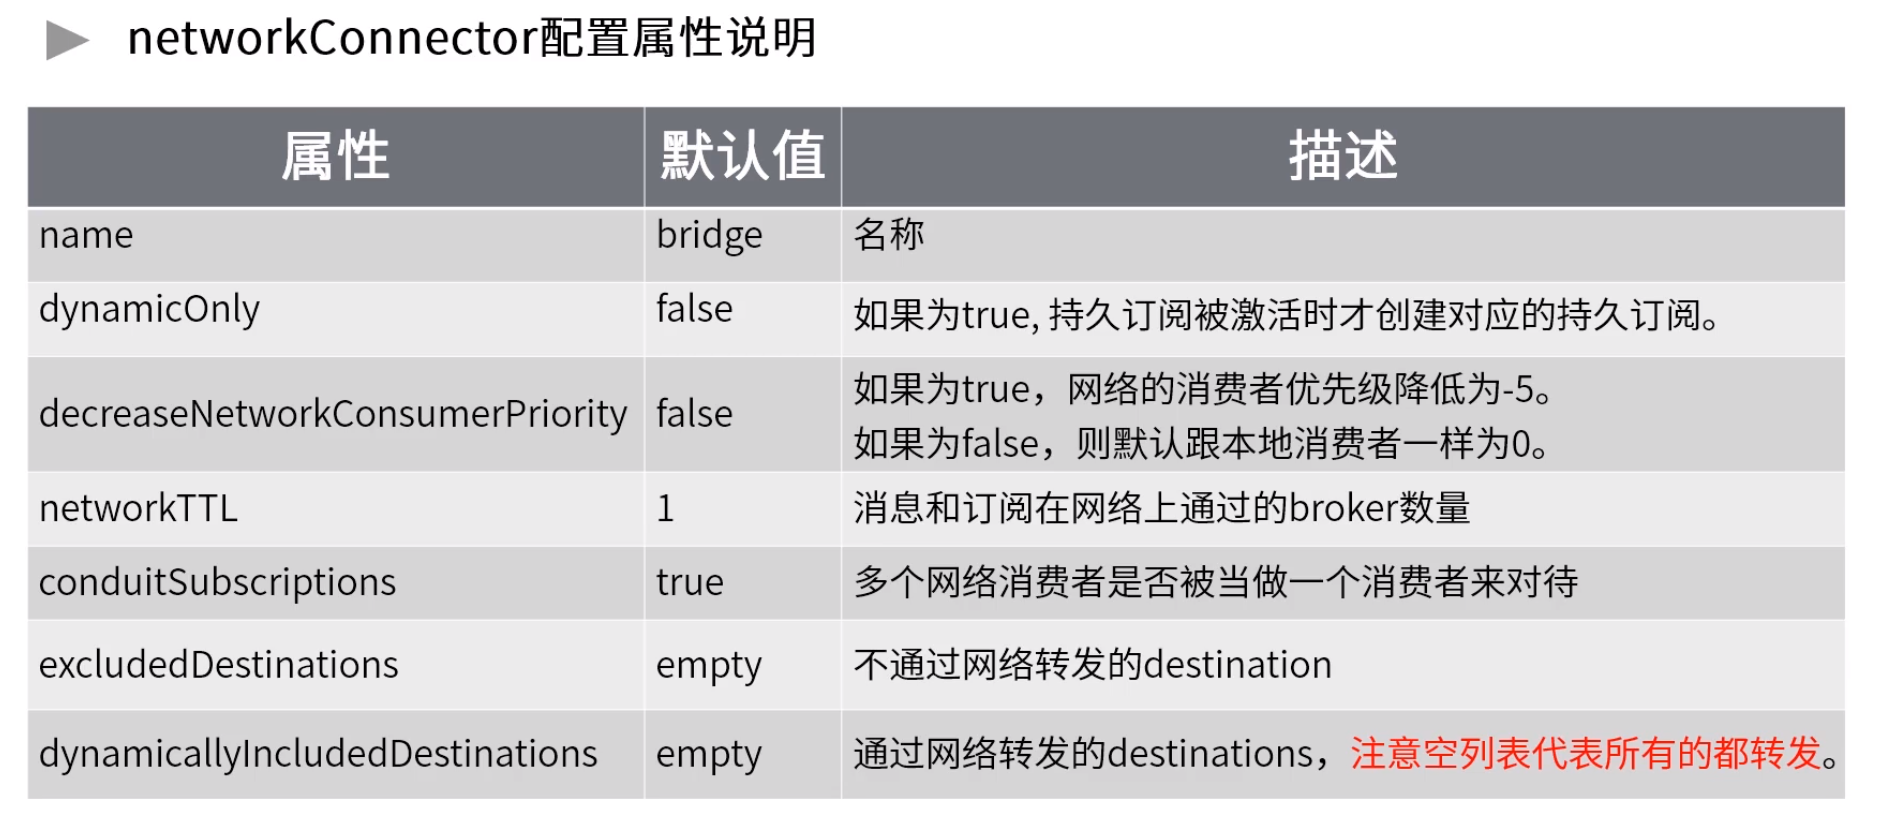 networkConnector配置属性说明
属性 默认值 描述
name bridge 名称
dynamicOnly false 如果为true, 持久订阅被激活时才创建对应的持久订阅。
decreaseNetworkConsumerPriority false 如果为true，网络的消费者优先级降低为-5。
如果为false，则默认跟本地消费者一样为0。
networkTTL 1 消息和订阅在网络上通过的broker数量
conduitSubscriptions true 多个网络消费者是否被当做一个消费者来对待
excludedDestinations empty 不通过网络转发的destination
dynamicallyIncludedDestinations empty 通过网络转发的destinations，注意空列表代表所有的都转发。